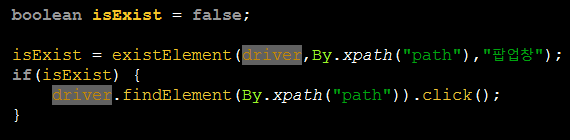 boolean isExist = false;
isExist = existElement(driver,By.xpath("path"),"팝업창");
if(isExist) {
driver.findElement(By.xpath("path")).click();
}